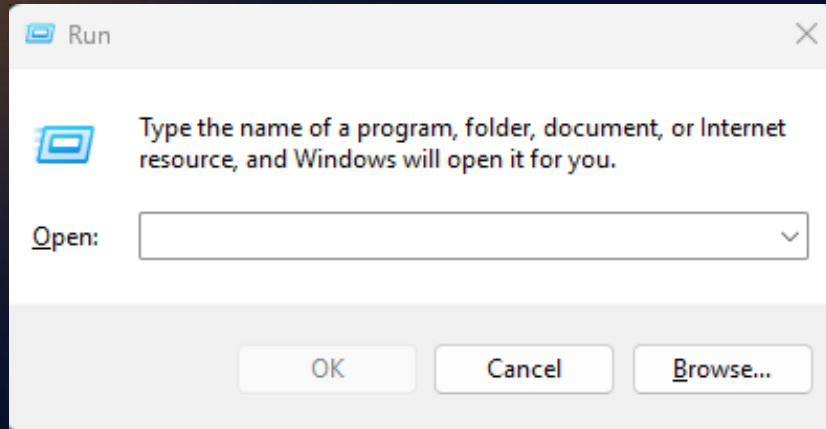 Run
Type the name of a program, folder, document, or Internet
resource, and Windows will open it for you.
Open:
OK
Cancel
Browse...